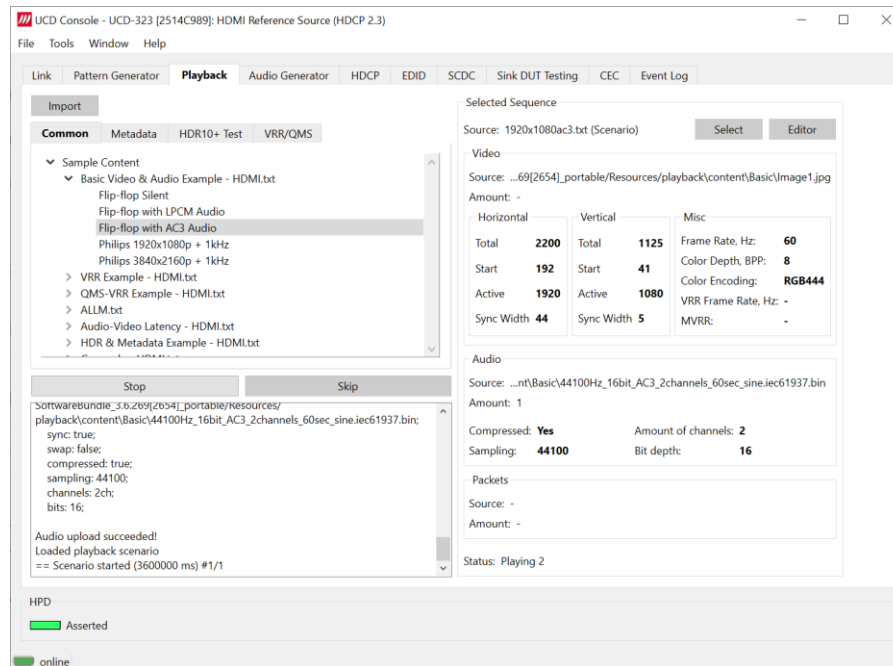 UCD Console - UCD-323 [2514C989]: HDMI Reference Source (HDCP 2.3)
File Tools Window Help
Link Pattern Generator Playback Audio Generator HDCP EDID SCDC Sink DUT Testing CEC Event Log
Import
Common Metadata HDR10+ Test VRR/QMS
Sample Content
Basic Video & Audio Example - HDMI.txt
Flip-flop Silent
Flip-flop with LPCM Audio
Flip-flop with AC3 Audio
Philips 1920x1080p + 1kHz
Philips 3840x2160p + 1kHz
VRR Example - HDMI.txt
QMS-VRR Example - HDMI.txt
ALLM.txt
Audio-Video Latency - HDMI.txt
HDR & Metadata Example - HDMI.txt
Stop Skip
SoftwareBundle_3.6.269[2654]_portable/Resources/
playback\content\Basic\44100Hz_16bit_AC3_2channels_60sec_sine.iec61937.bin;
sync: true;
swap: false;
compressed: true;
sampling: 44100;
channels: 2ch;
bits: 16;
Audio upload succeeded!
Loaded playback scenario
== Scenario started (3600000 ms) #1/1
Selected Sequence
Source: 1920x1080ac3.txt (Scenario) Select Editor
Video
Source: ...69[2654]_portable/Resources/playback\content\Basic\Image1.jpg
Amount: -
Horizontal Vertical Misc
Total 2200 Total 1125 Frame Rate, Hz: 60
Start 192 Start 41 Color Depth, BPP: 8
Active 1920 Active 1080 Color Encoding: RGB444
VRR Frame Rate, Hz: -
Sync Width 44 Sync Width 5 MVRR: -
Audio
Source: ...nt\Basic\44100Hz_16bit_AC3_2channels_60sec_sine.iec61937.bin
Amount: 1
Compressed: Yes Amount of channels: 2
Sampling: 44100 Bit depth: 16
Packets
Source: -
Amount: -
Status: Playing 2
HPD
Asserted
online